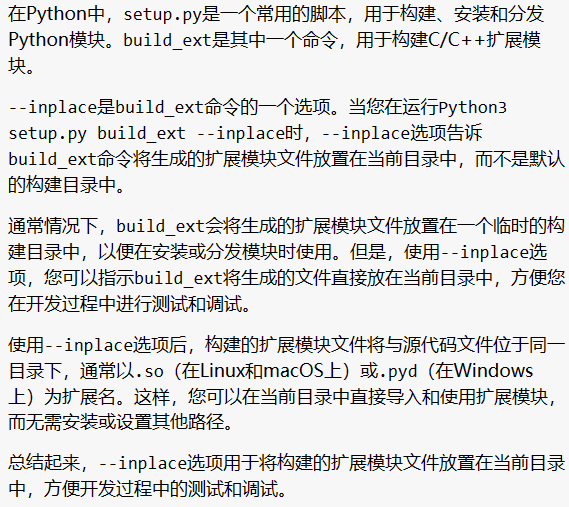 在Python中，setup.py是一个常用的脚本，用于构建、安装和分发
Python模块。build_ext是其中一个命令，用于构建C/C++扩展模
块。
--inplace是build_ext命令的一个选项。当您在运行Python3
setup.py build_ext --inplace时，--inplace选项告诉
build_ext命令将生成的扩展模块文件放置在当前目录中，而不是默认
的构建目录中。
通常情况下，build_ext会将生成的扩展模块文件放置在一个临时的构
建目录中，以便在安装或分发模块时使用。但是，使用--inplace选
项，您可以指示build_ext将生成的文件直接放在当前目录中，方便您
在开发过程中进行测试和调试。
使用--inplace选项后，构建的扩展模块文件将与源代码文件位于同一
目录下，通常以.so（在Linux和macOS上）或.pyd（在Windows
上）为扩展名。这样，您可以在当前目录中直接导入和使用扩展模块，
而无需安装或设置其他路径。
总结起来，--inplace选项用于将构建的扩展模块文件放置在当前目录
中，方便开发过程中的测试和调试。